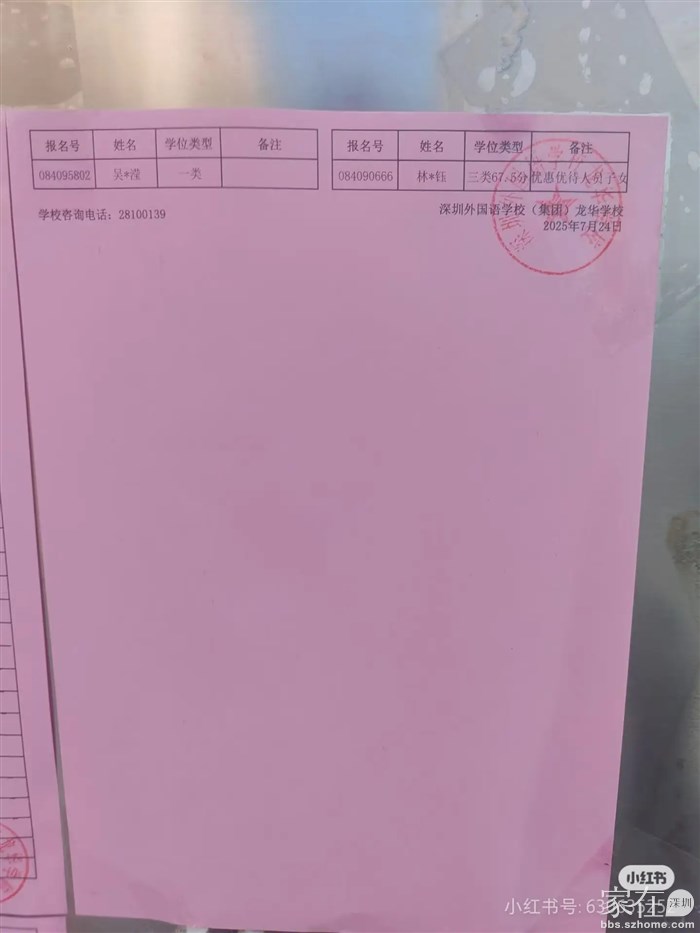 报名号 姓名 学位类型 备注 报名号 姓名 学位类型 备注
084095802 吴*滢 一类 084090666 林*钰 三类67.5分 优惠优待人员子女
学校咨询电话：28100139
深圳外国语学校（集团）龙华学校
2025年7月24日
小红书
小红书号:
家在 深圳
bbs.szhome.com